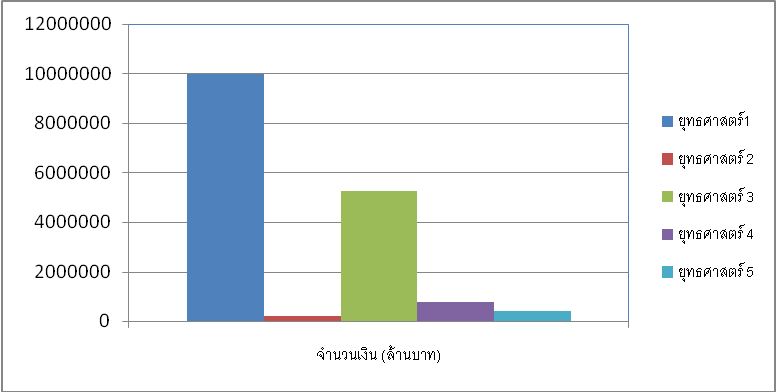 12000000
10000000
8000000
6000000
4000000
2000000
0
จำนวนเงิน (ล้านบาท)
ยุทธศาสตร์1
ยุทธศาสตร์ 2
ยุทธศาสตร์ 3
ยุทธศาสตร์ 4
ยุทธศาสตร์ 5